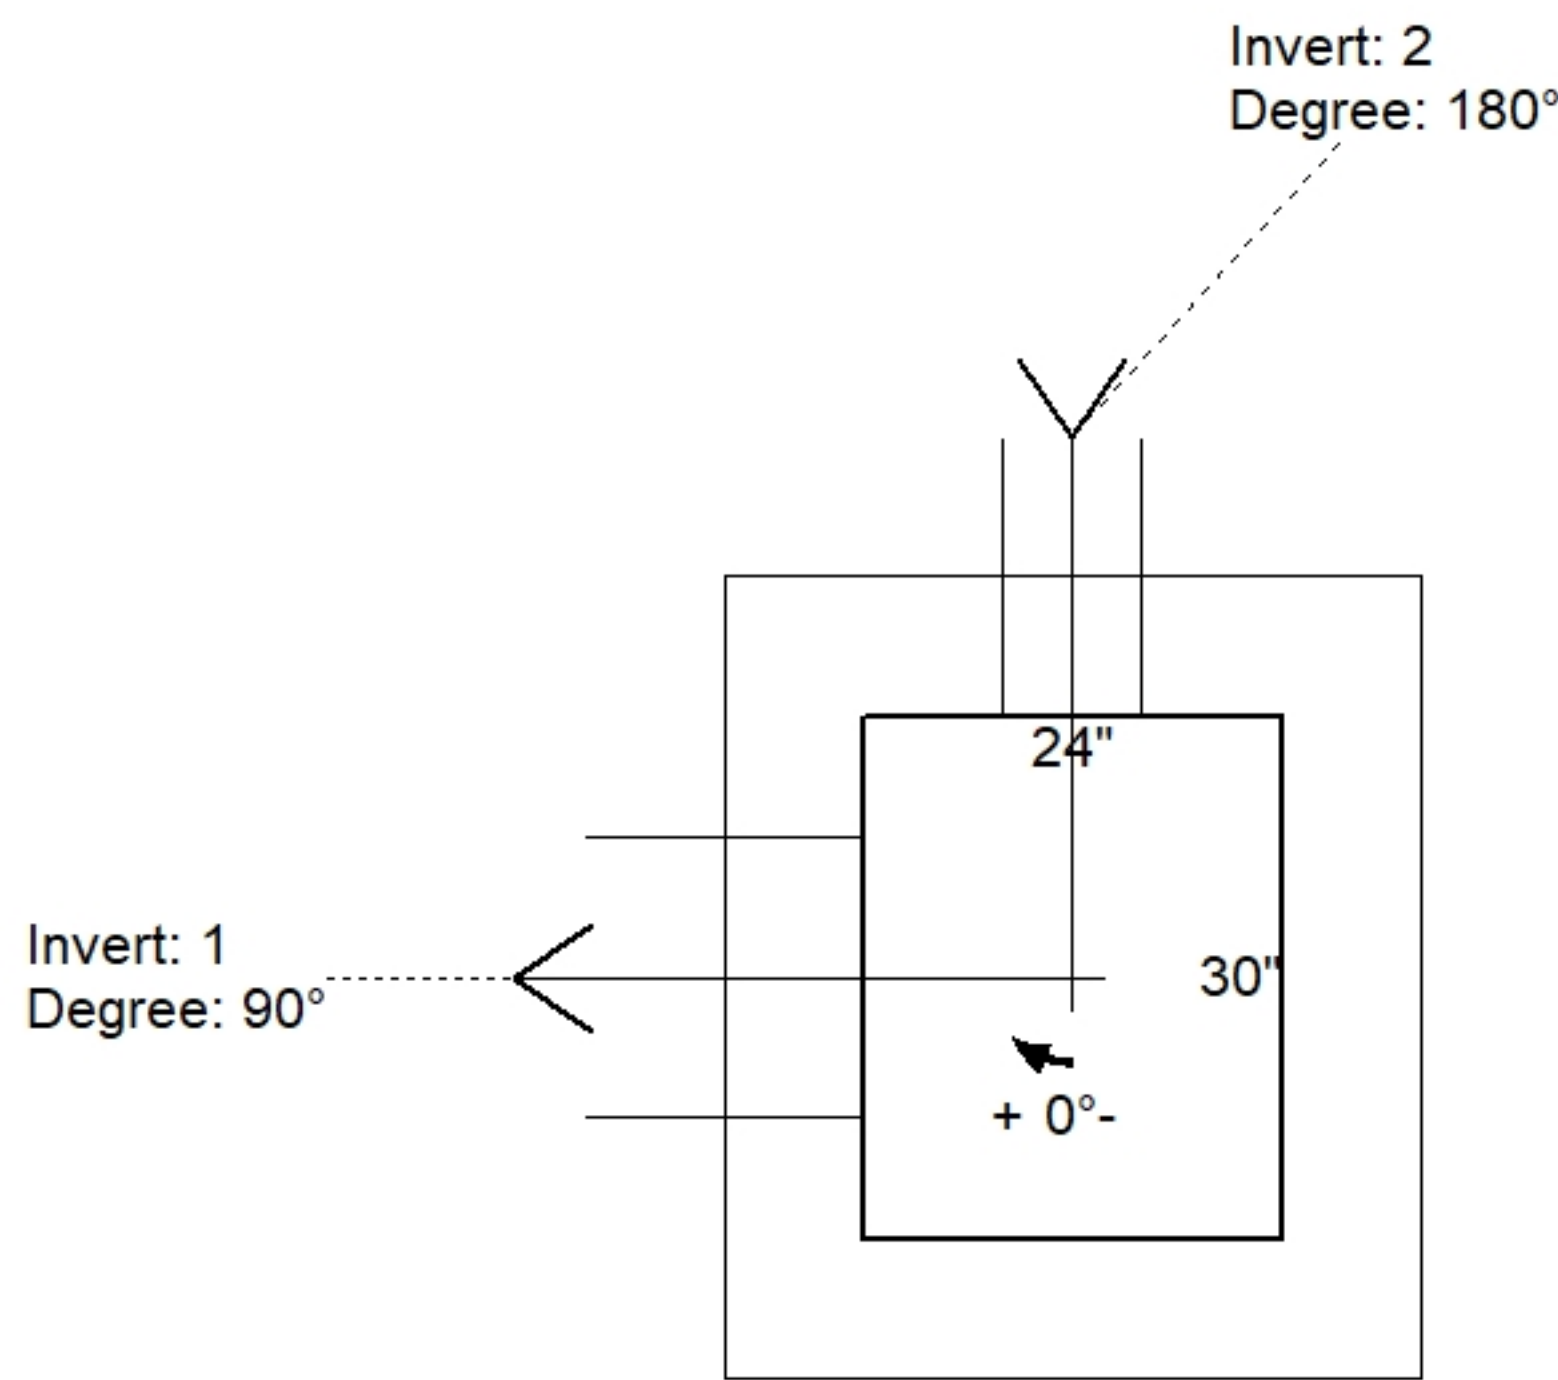 Invert: 2
Degree: 180°
24"
Invert: 1
Degree: 90°
30"
+ 0°-